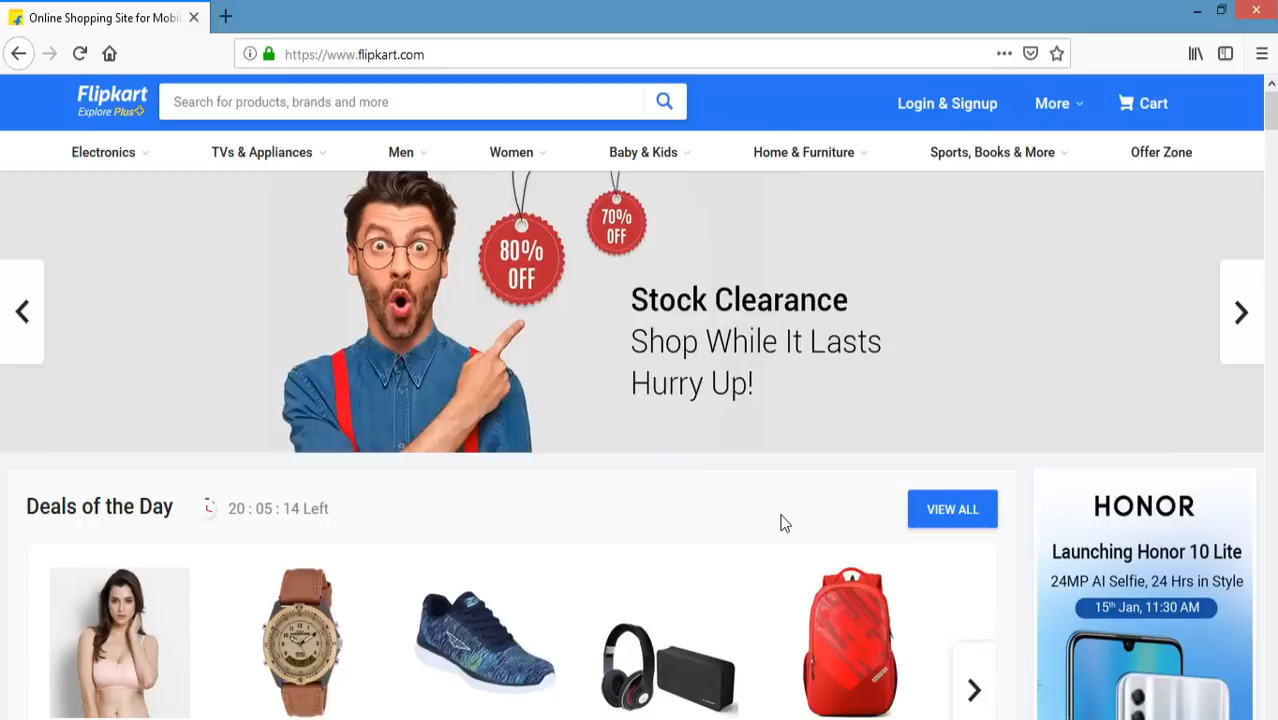 Online Shopping Site for Mobil
https://www.flipkart.com
Flipkart
Explore Plus
Search for products, brands and more
Login & Signup
More
Cart
Electronics
TVs & Appliances
Men
Women
Baby & Kids
Home & Furniture
Sports, Books & More
Offer Zone
80%
OFF
70%
OFF
Stock Clearance
Shop While It Lasts
Hurry Up!
Deals of the Day
20 : 05 : 14 Left
VIEW ALL
HONOR
Launching Honor 10 Lite
24MP AI Selfie, 24 Hrs in Style
15th Jan, 11:30 AM